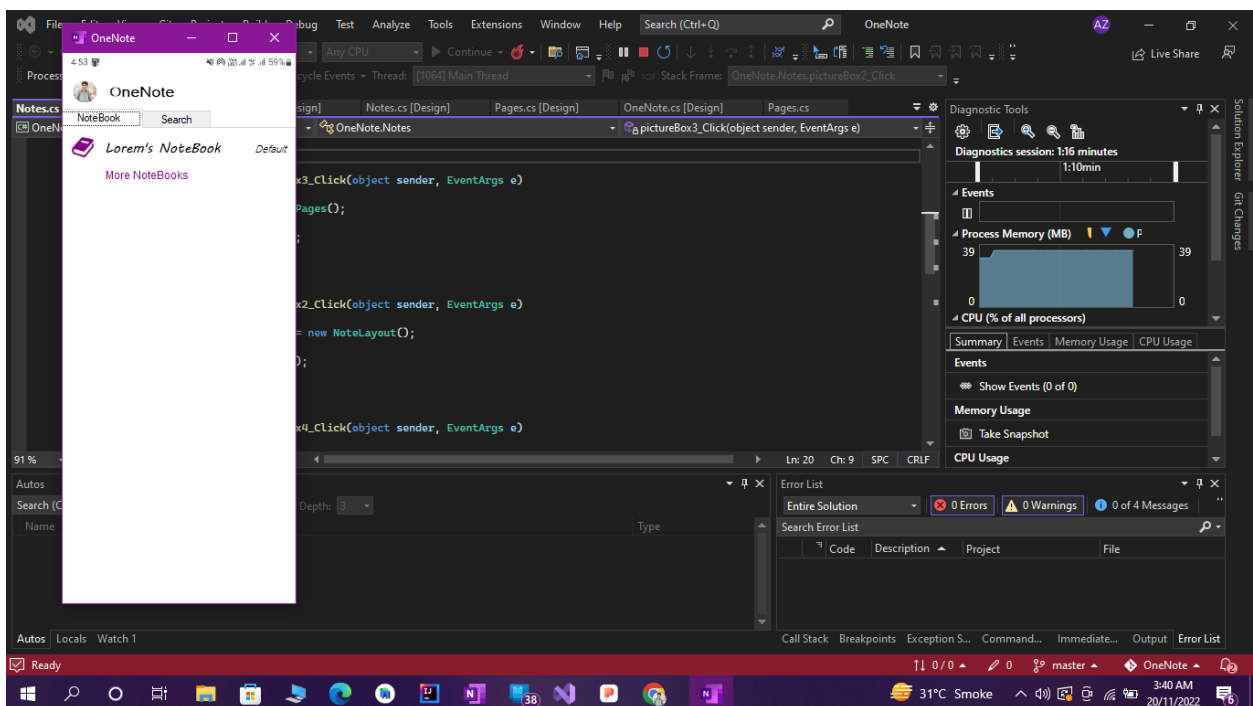 File
Debug Test Analyze Tools Extensions Window Help Search (Ctrl+Q) OneNote AZ
OneNote
Any CPU Continue Live Share
4:53 59%
Process cycle Events Thread: [1064] Main Thread Stack Frame: OneNote.Notes.pictureBox2_Click
OneNote
Notes.cs Notes.cs [Design] Pages.cs [Design] OneNote.cs [Design] Pages.cs
NoteBook Search
OneNote.Notes pictureBox3_Click(object sender, EventArgs e)
Lorem's NoteBook Default
More NoteBooks
x3_Click(object sender, EventArgs e)
Pages();
;
x2_Click(object sender, EventArgs e)
= new NoteLayout();
);
x4_Click(object sender, EventArgs e)
91 % Ln: 20 Ch: 9 SPC CRLF
Diagnostic Tools
Diagnostics session: 1:16 minutes
1:10min
Events
Process Memory (MB) P
39 39
0 0
CPU (% of all processors)
Summary Events Memory Usage CPU Usage
Events
Show Events (0 of 0)
Memory Usage
Take Snapshot
CPU Usage
Solution Explorer
Git Changes
Autos
Search (C Depth: 3
Name Type
Autos Locals Watch 1
Error List
Entire Solution 0 Errors 0 Warnings 0 of 4 Messages
Search Error List
Code Description Project File
Call Stack Breakpoints Exception S... Command... Immediate... Output Error List
Ready 0 / 0 0 master OneNote 2
38 31°C Smoke 3:40 AM
20/11/2022 6